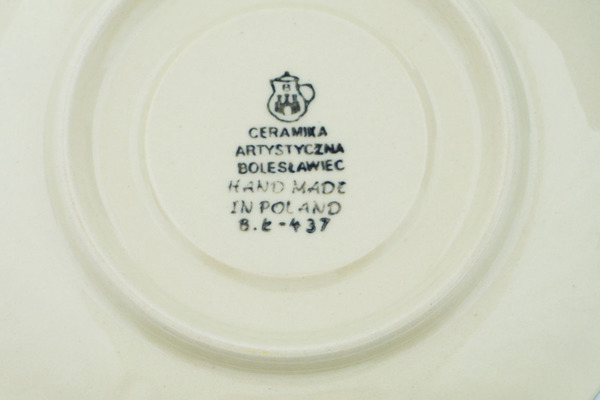 B
CERAMIKA
ARTYSTYCZNA
BOLESŁAWIEC
HAND MADE
IN POLAND
B.Ł-437